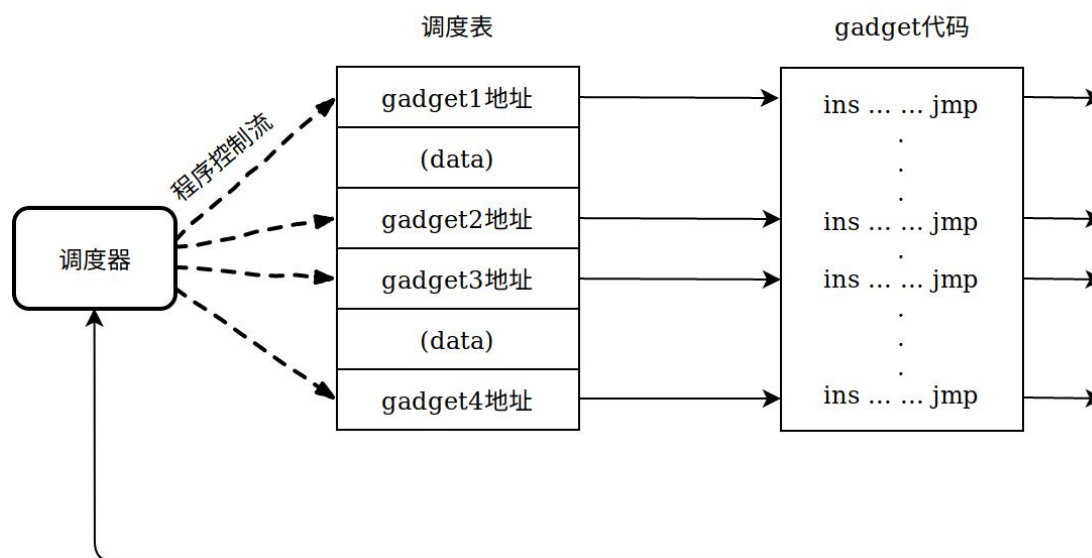 调度表
gadget代码
程序控制流
调度器
gadget1地址
(data)
gadget2地址
gadget3地址
(data)
gadget4地址
ins ... ... jmp
.
.
.
ins ... ... jmp
.
ins ... ... jmp
.
.
.
ins ... ... jmp